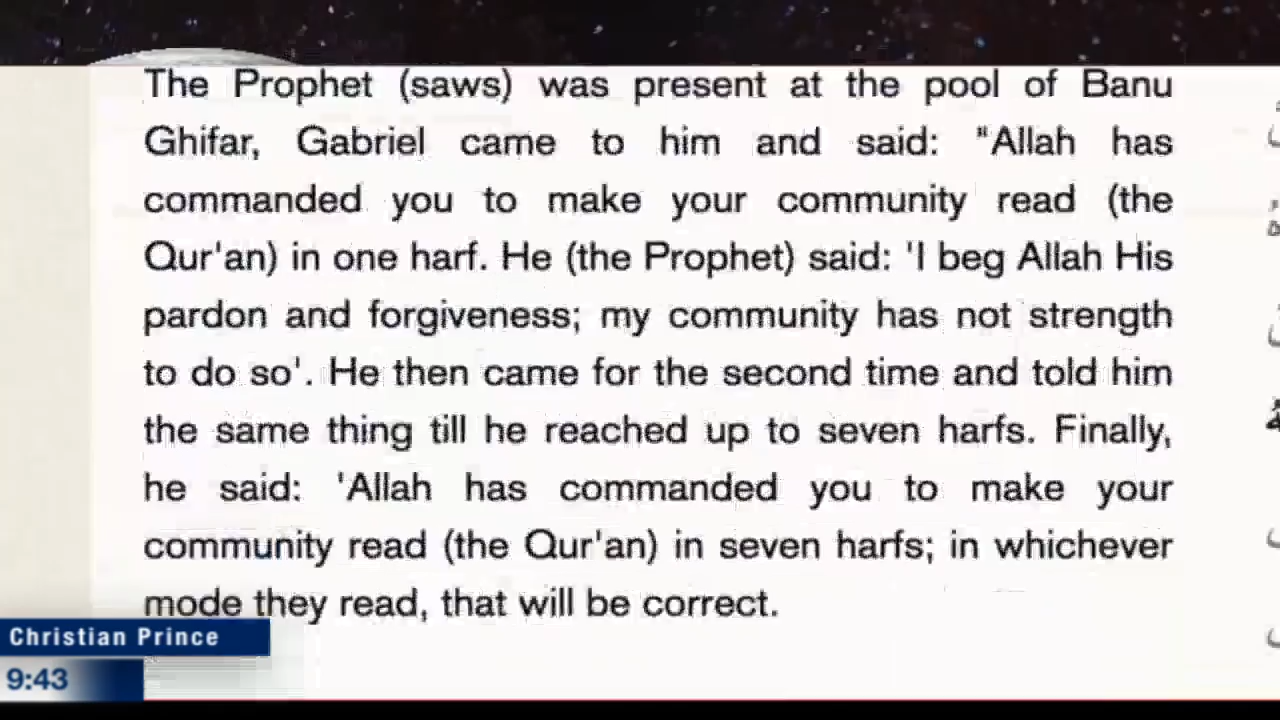 The Prophet (saws) was present at the pool of Banu
Ghifar, Gabriel came to him and said: "Allah has
commanded you to make your community read (the
Qur'an) in one harf. He (the Prophet) said: 'I beg Allah His
pardon and forgiveness; my community has not strength
to do so'. He then came for the second time and told him
the same thing till he reached up to seven harfs. Finally,
he said: 'Allah has commanded you to make your
community read (the Qur'an) in seven harfs; in whichever
mode they read, that will be correct.
Christian Prince
9:43